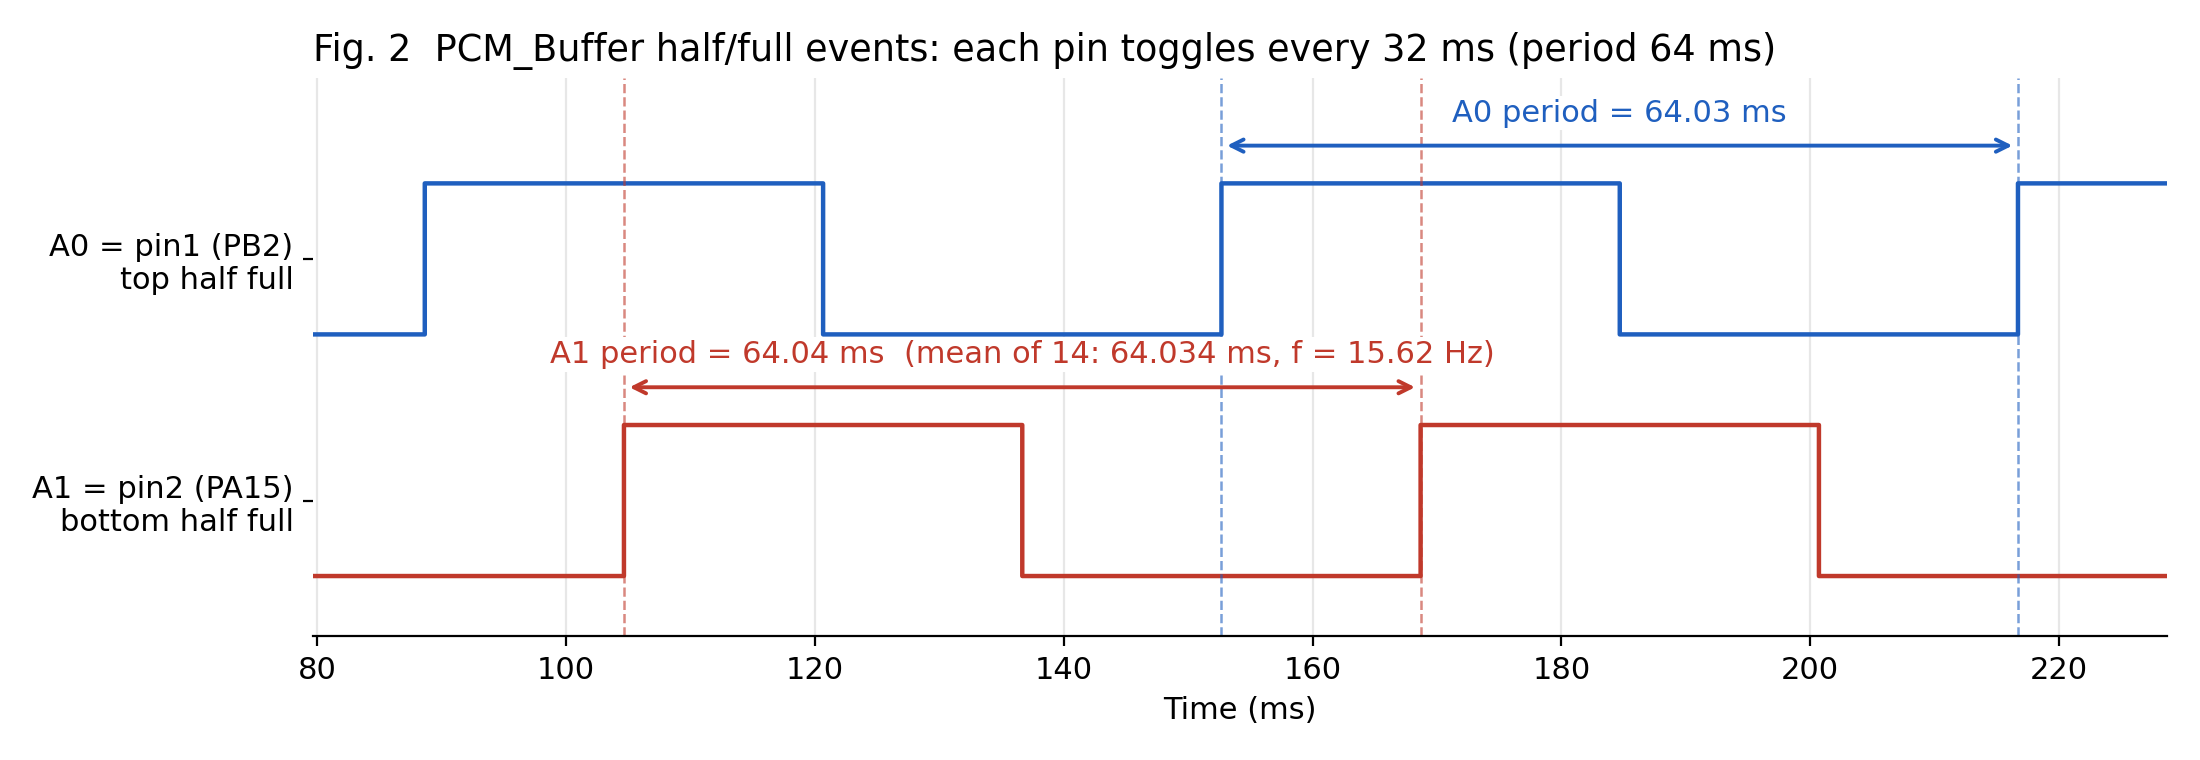 Fig. 2  PCM_Buffer half/full events: each pin toggles every 32 ms (period 64 ms)
A0 period = 64.03 ms
A0 = pin1 (PB2)
top half full
A1 period = 64.04 ms  (mean of 14: 64.034 ms, f = 15.62 Hz)
A1 = pin2 (PA15)
bottom half full
80 100 120 140 160 180 200 220
Time (ms)